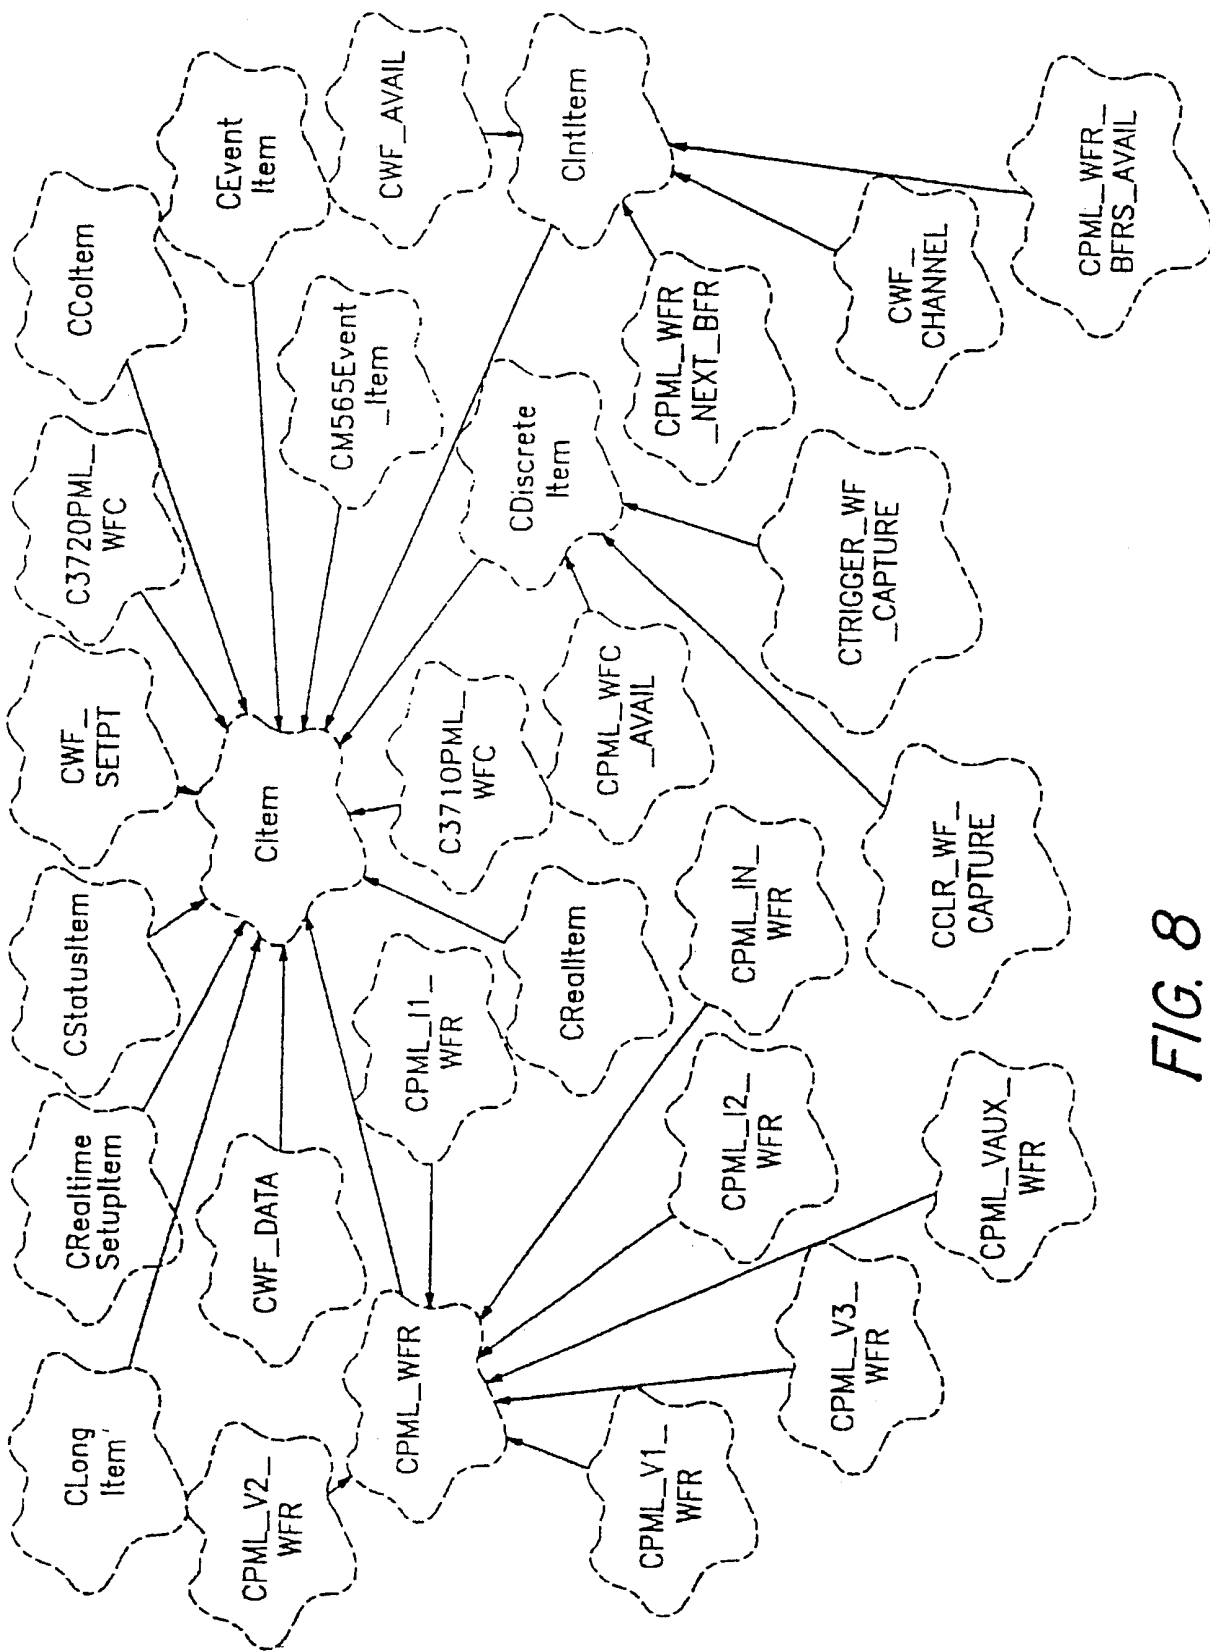 CLong
Item'
CRealtime
SetupItem
CStatusItem
CWF_
SETPT
C3720PML_
WFC
CCoItem
CEvent
Item
CPML_V2_
WFR
CWF_DATA
CItem
CM565Event
_Item
CWF_AVAIL
CPML_WFR
CPML_I1_
WFR
C3710PML_
WFC
CDiscrete
Item
CIntItem
CRealItem
CPML_WFC
_AVAIL
CPML_WFR
_NEXT_BFR
CPML_V1_
WFR
CPML_I2_
WFR
CPML_IN_
WFR
CPML_V3_
WFR
CTRIGGER_WF
_CAPTURE
CWF_
CHANNEL
CPML_VAUX_
WFR
CCLR_WF_
CAPTURE
CPML_WFR_
BFRS_AVAIL
FIG. 8